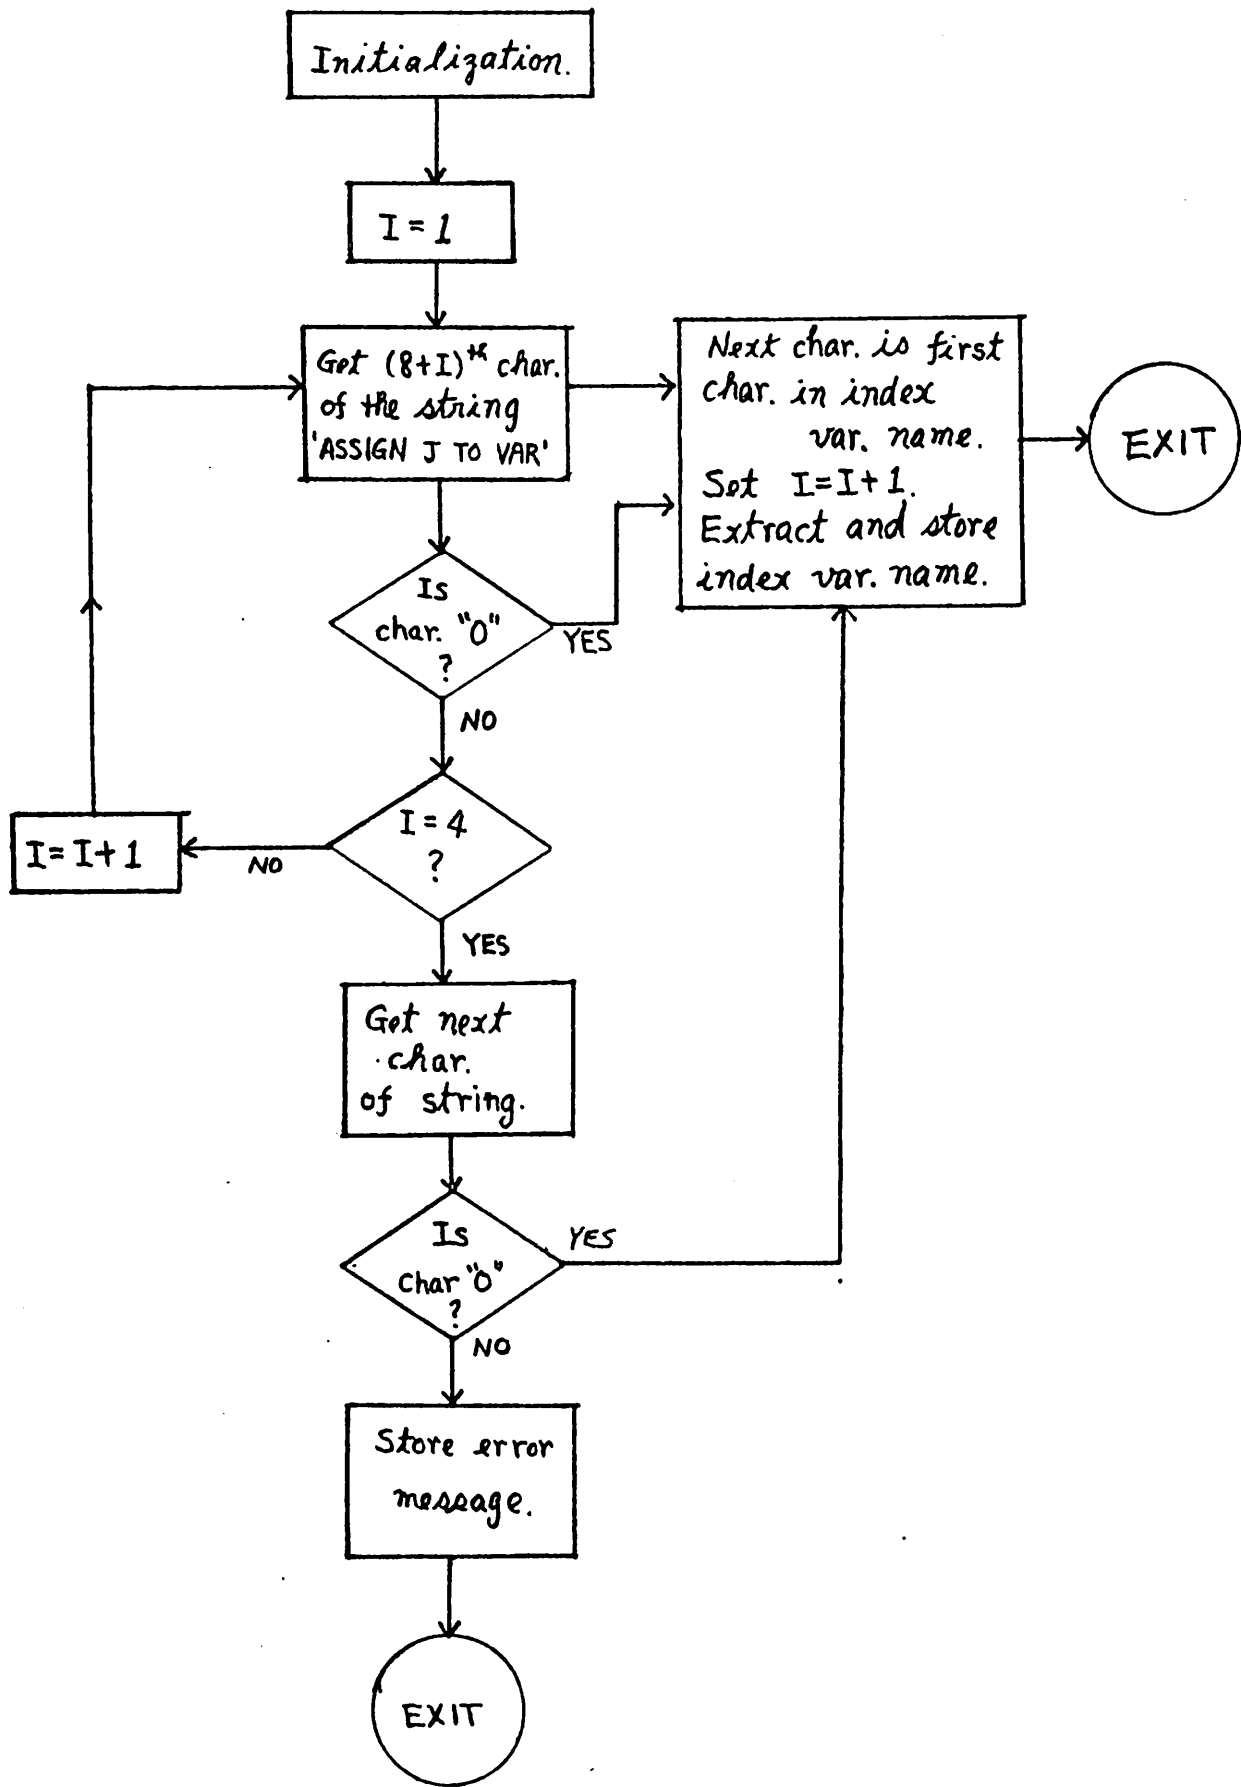 Initialization.
I = 1
Get (8+I)th char.
of the string
'ASSIGN J TO VAR'
Next char. is first
char. in index
var. name.
Set I=I+1.
Extract and store
index var. name.
EXIT
Is
char. "O"
?
YES
NO
I = 4
?
NO
I=I+1
YES
Get next
char.
of string.
Is
char "O"
?
YES
NO
Store error
message.
EXIT